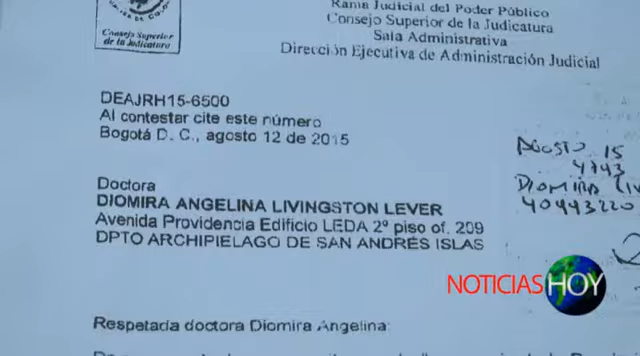 Rama Judicial del Poder Público
Consejo Superior de la Judicatura
Sala Administrativa
Dirección Ejecutiva de Administración Judicial
Consejo Superior
de la Judicatura
DEAJRH15-6500
Al contestar cite este número
Bogotá D. C., agosto 12 de 2015
AGOSTO 15
4743
DIOMIRA LIV
40993220
Doctora
DIOMIRA ANGELINA LIVINGSTON LEVER
Avenida Providencia Edificio LEDA 2º piso of. 209
DPTO ARCHIPIELAGO DE SAN ANDRÉS ISLAS
NOTICIAS HOY
Respetada doctora Diomira Angelina: